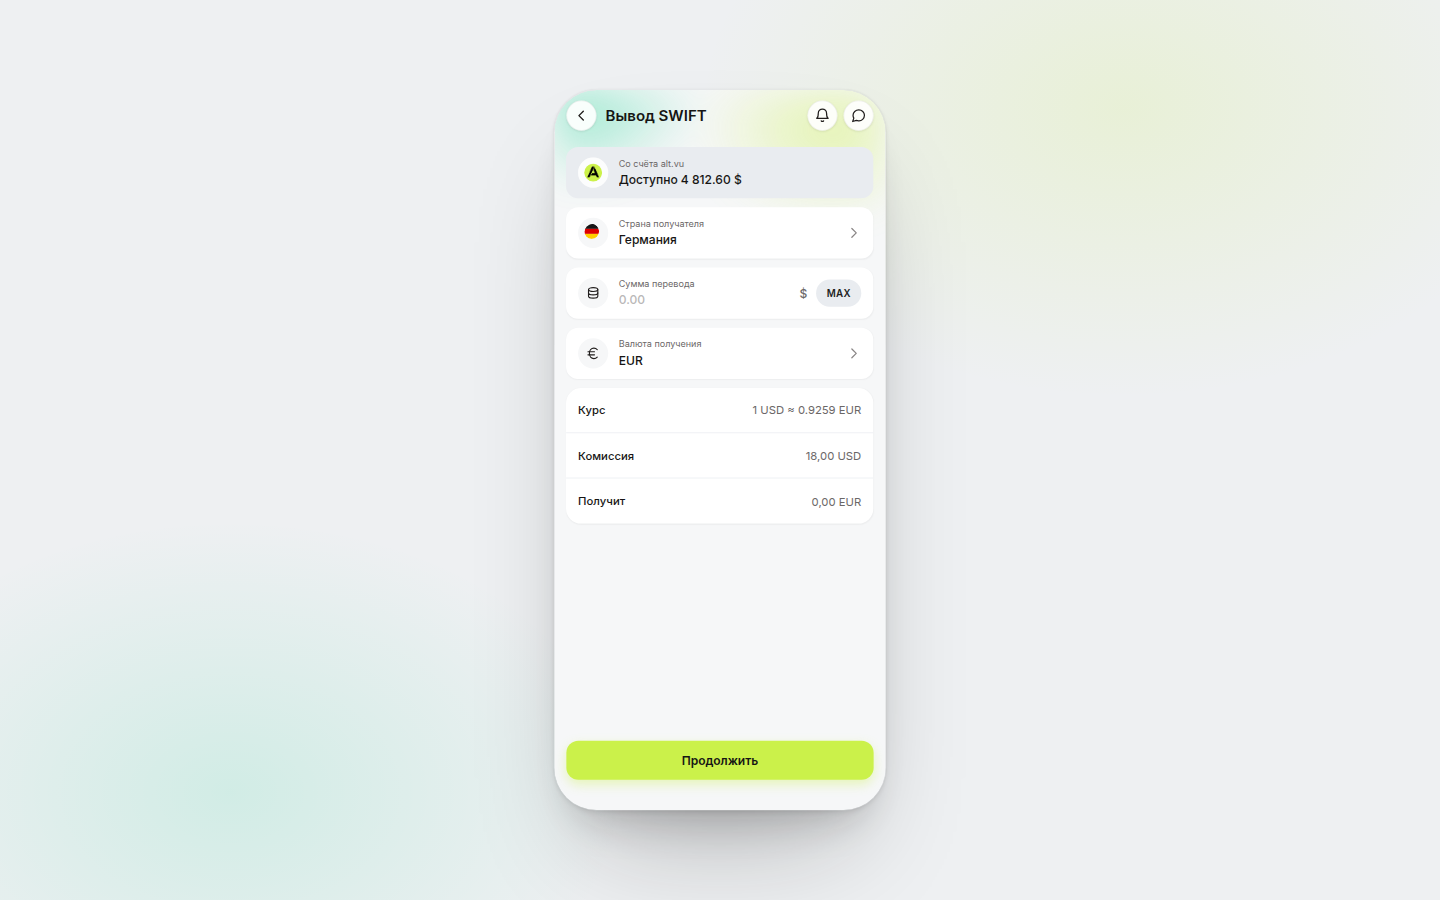 Вывод SWIFT
Со счёта alt.vu
Доступно 4 812.60 $
Страна получателя
Германия
Сумма перевода
0.00 $ MAX
Валюта получения
EUR
Курс 1 USD ≈ 0.9259 EUR
Комиссия 18,00 USD
Получит 0,00 EUR
Продолжить